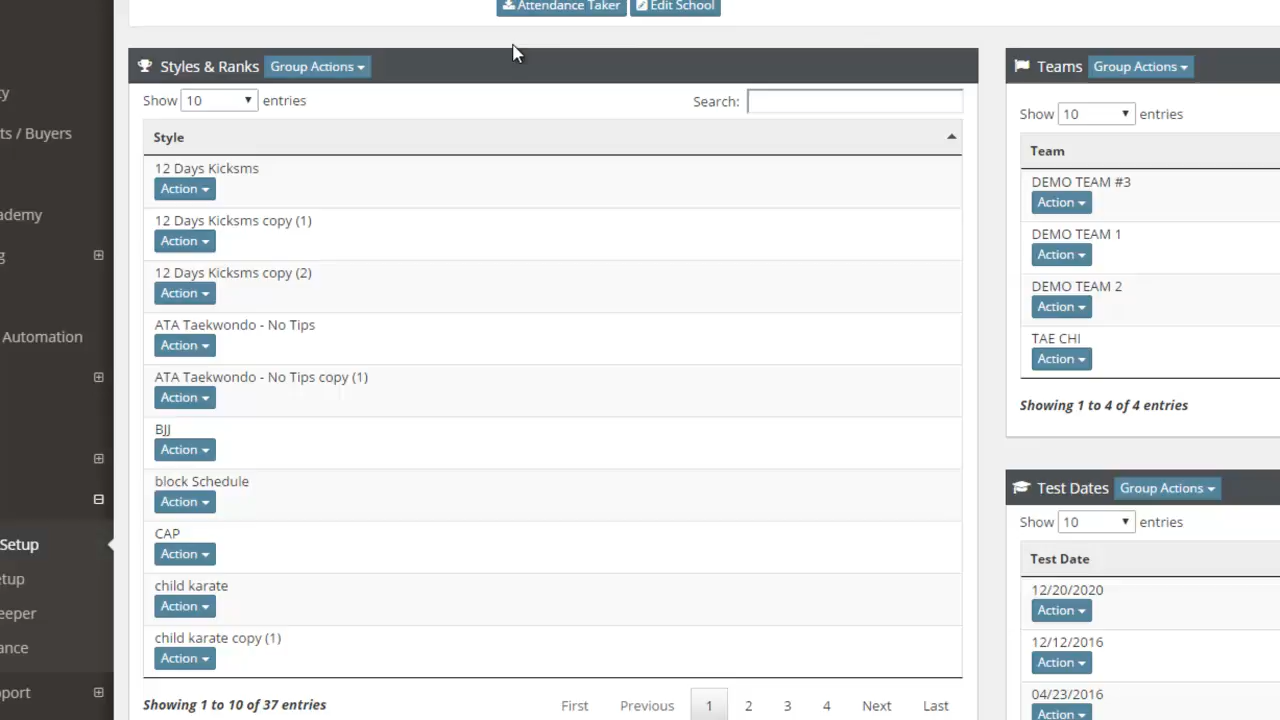 Attendance Taker
Edit School
ty
ts / Buyers
ademy
g
Automation
Setup
etup
eeper
ance
port
Styles & Ranks
Group Actions
Show 10 entries
Search:
Style
12 Days Kicksms
Action
12 Days Kicksms copy (1)
Action
12 Days Kicksms copy (2)
Action
ATA Taekwondo - No Tips
Action
ATA Taekwondo - No Tips copy (1)
Action
BJJ
Action
block Schedule
Action
CAP
Action
child karate
Action
child karate copy (1)
Action
Showing 1 to 10 of 37 entries
First Previous 1 2 3 4 Next Last
Teams
Group Actions
Show 10 entries
Team
DEMO TEAM #3
Action
DEMO TEAM 1
Action
DEMO TEAM 2
Action
TAE CHI
Action
Showing 1 to 4 of 4 entries
Test Dates
Group Actions
Show 10 entries
Test Date
12/20/2020
Action
12/12/2016
Action
04/23/2016
Action